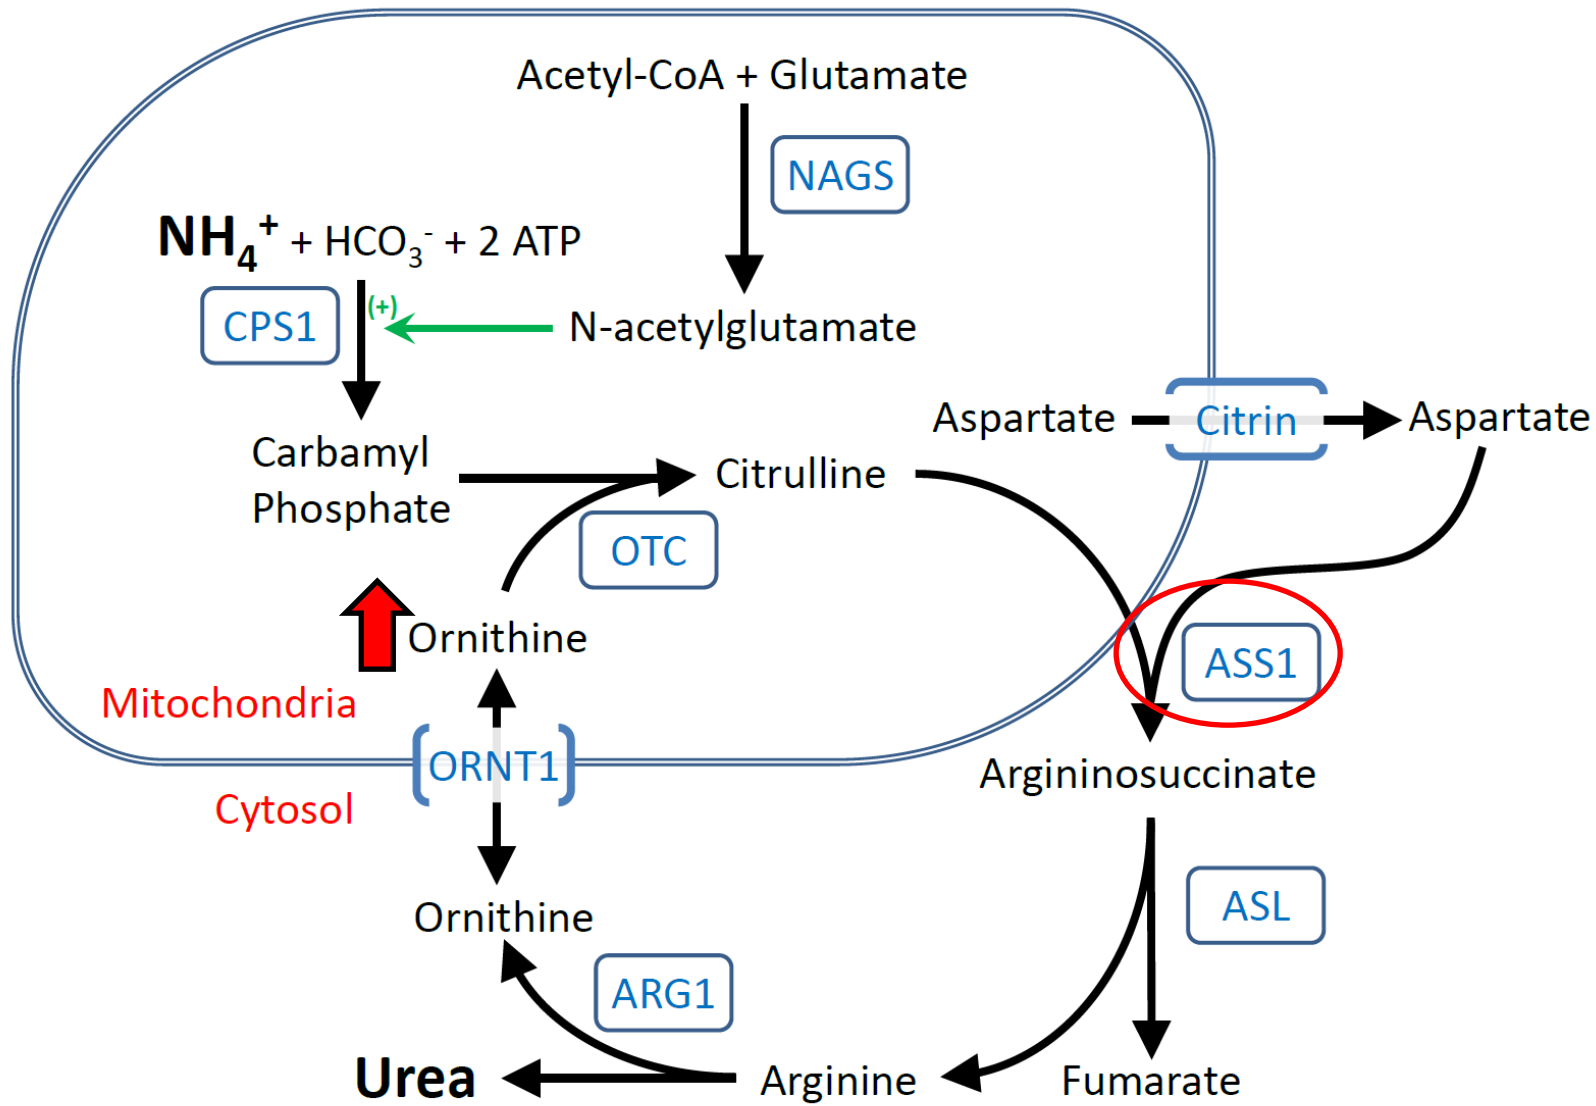 Acetyl-CoA + Glutamate
NAGS
NH₄⁺ + HCO₃⁻ + 2 ATP
CPS1
(+)
N-acetylglutamate
Aspartate
Citrin
Aspartate
Carbamyl
Phosphate
Citrulline
OTC
Ornithine
ASS1
Mitochondria
ORNT1
Argininosuccinate
Cytosol
ASL
Ornithine
ARG1
Urea
Arginine
Fumarate